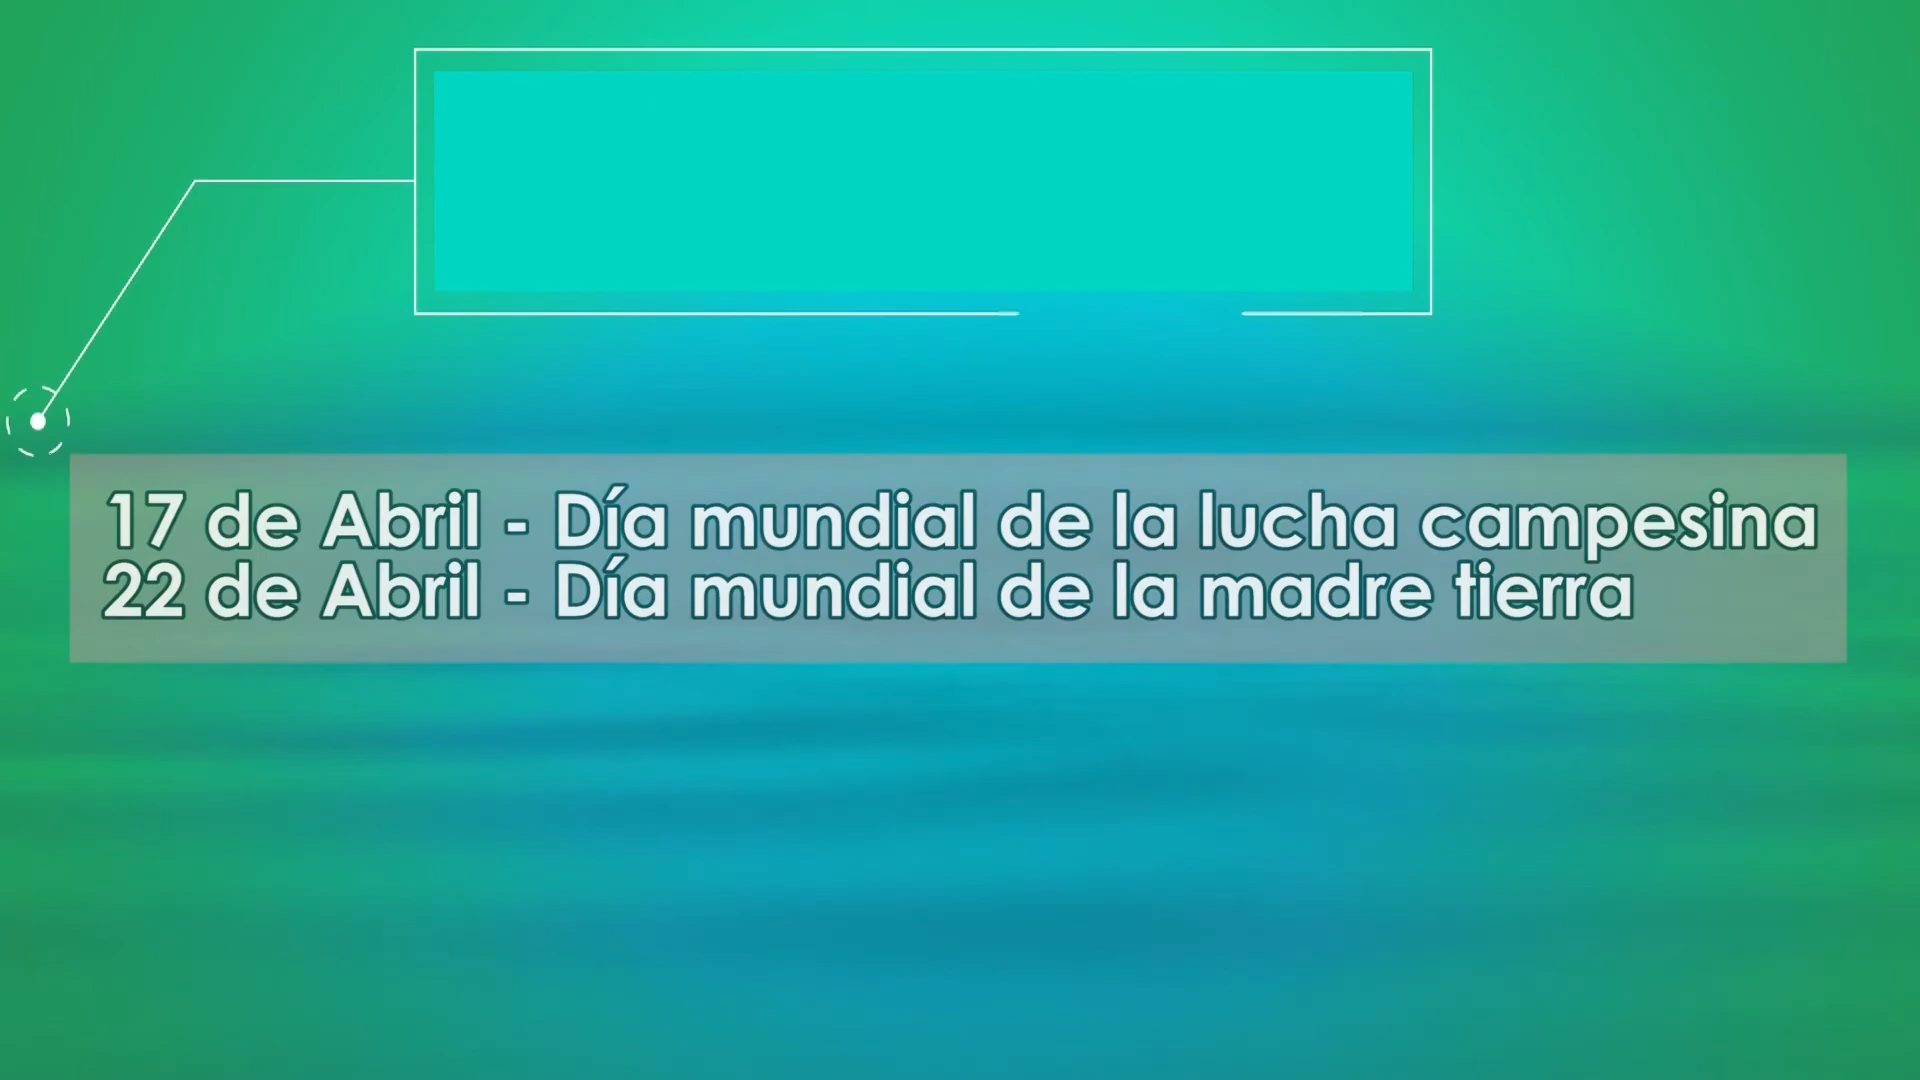 17 de Abril - Día mundial de la lucha campesina
22 de Abril - Día mundial de la madre tierra